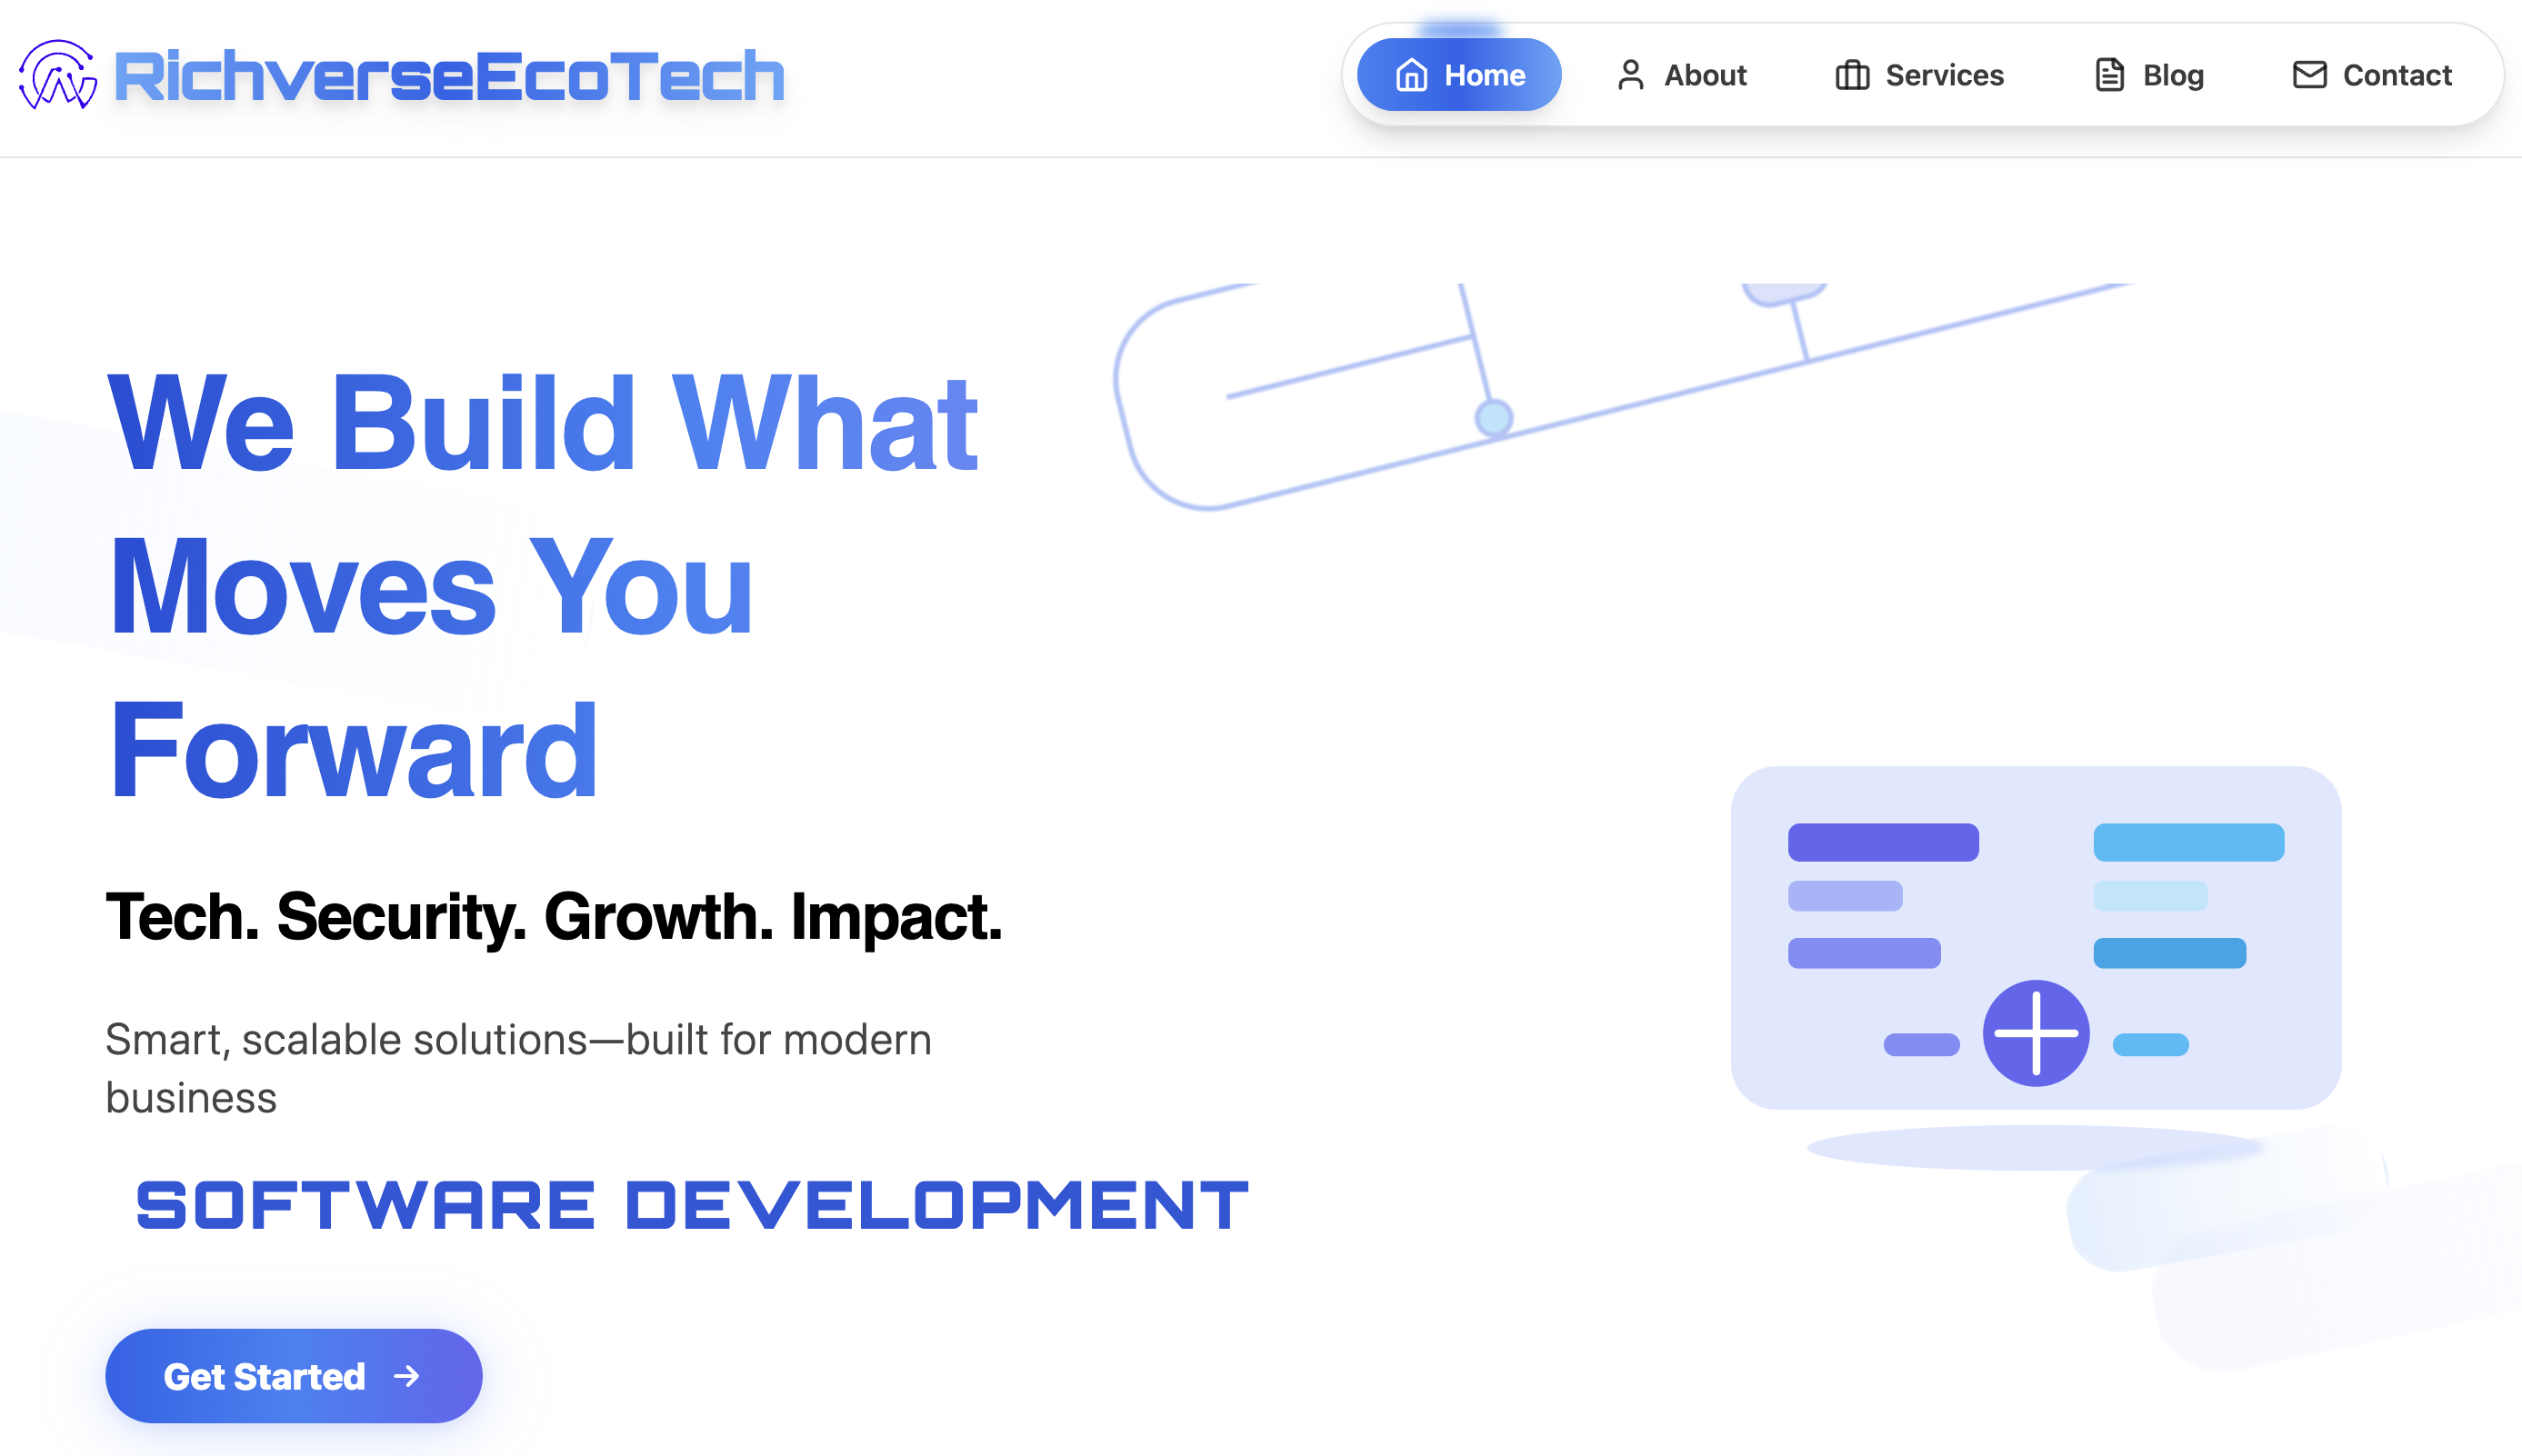 RichverseEcoTech
Home
About
Services
Blog
Contact
We Build What
Moves You
Forward
Tech. Security. Growth. Impact.
Smart, scalable solutions—built for modern
business
SOFTWARE DEVELOPMENT
Get Started